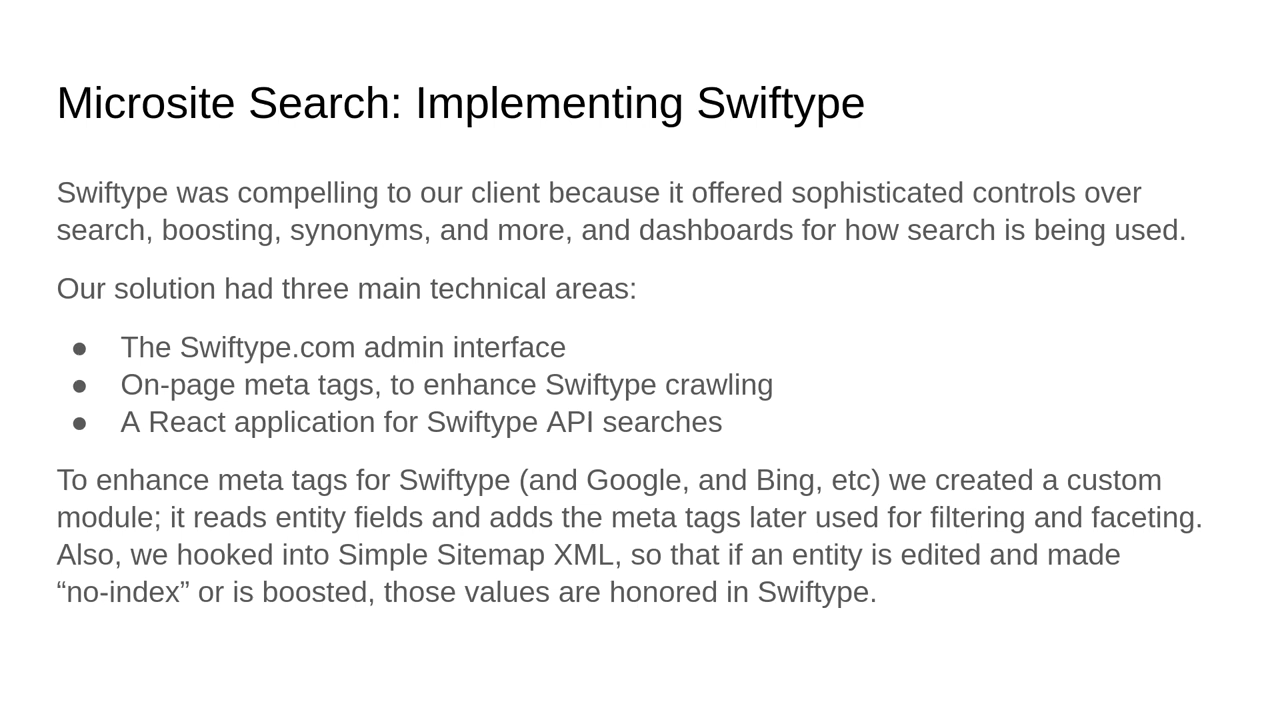 Microsite Search: Implementing Swiftype
Swiftype was compelling to our client because it offered sophisticated controls over
search, boosting, synonyms, and more, and dashboards for how search is being used.
Our solution had three main technical areas:
● The Swiftype.com admin interface
● On-page meta tags, to enhance Swiftype crawling
● A React application for Swiftype API searches
To enhance meta tags for Swiftype (and Google, and Bing, etc) we created a custom
module; it reads entity fields and adds the meta tags later used for filtering and faceting.
Also, we hooked into Simple Sitemap XML, so that if an entity is edited and made
“no-index” or is boosted, those values are honored in Swiftype.